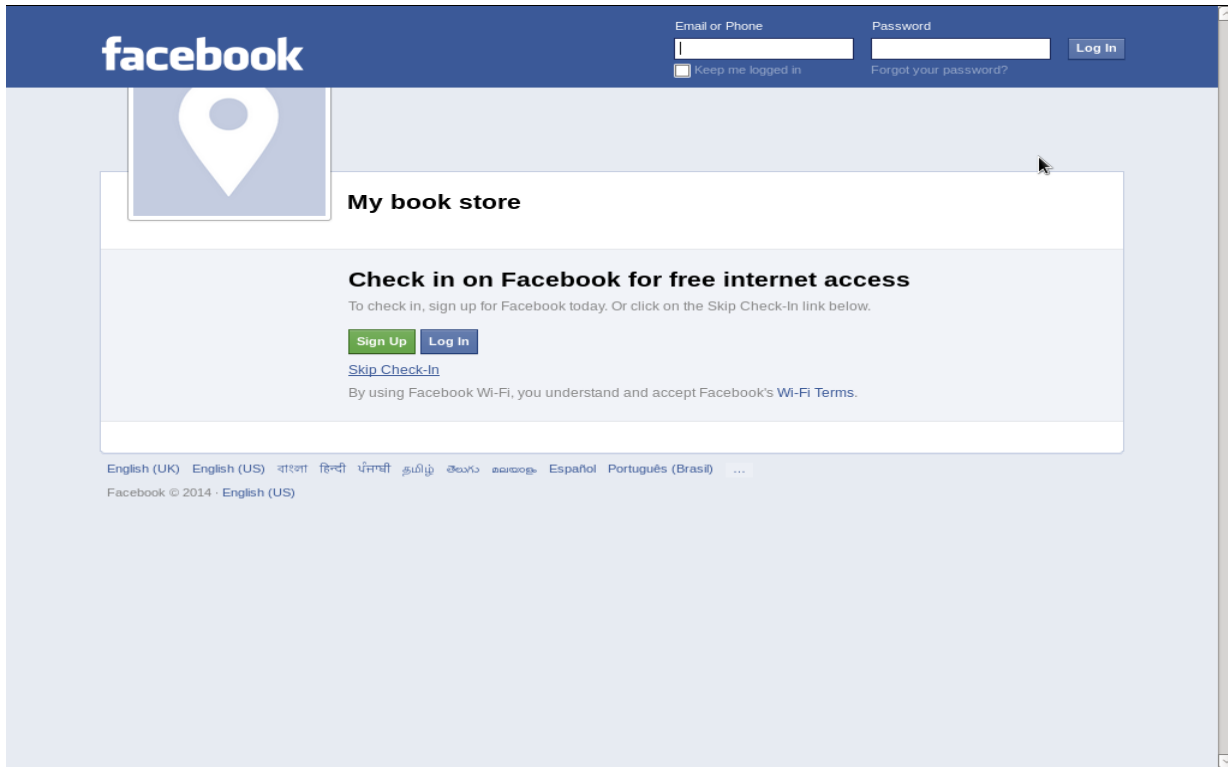 Email or Phone Password
facebook
Log In
Keep me logged in Forgot your password?
My book store
Check in on Facebook for free internet access
To check in, sign up for Facebook today. Or click on the Skip Check-In link below.
Sign Up Log In
Skip Check-In
By using Facebook Wi-Fi, you understand and accept Facebook's Wi-Fi Terms.
English (UK) English (US) বাংলা हिन्दी ਪੰਜਾਬੀ தமிழ் తెలుగు മലയാളം Español Português (Brasil) ...
Facebook © 2014 · English (US)